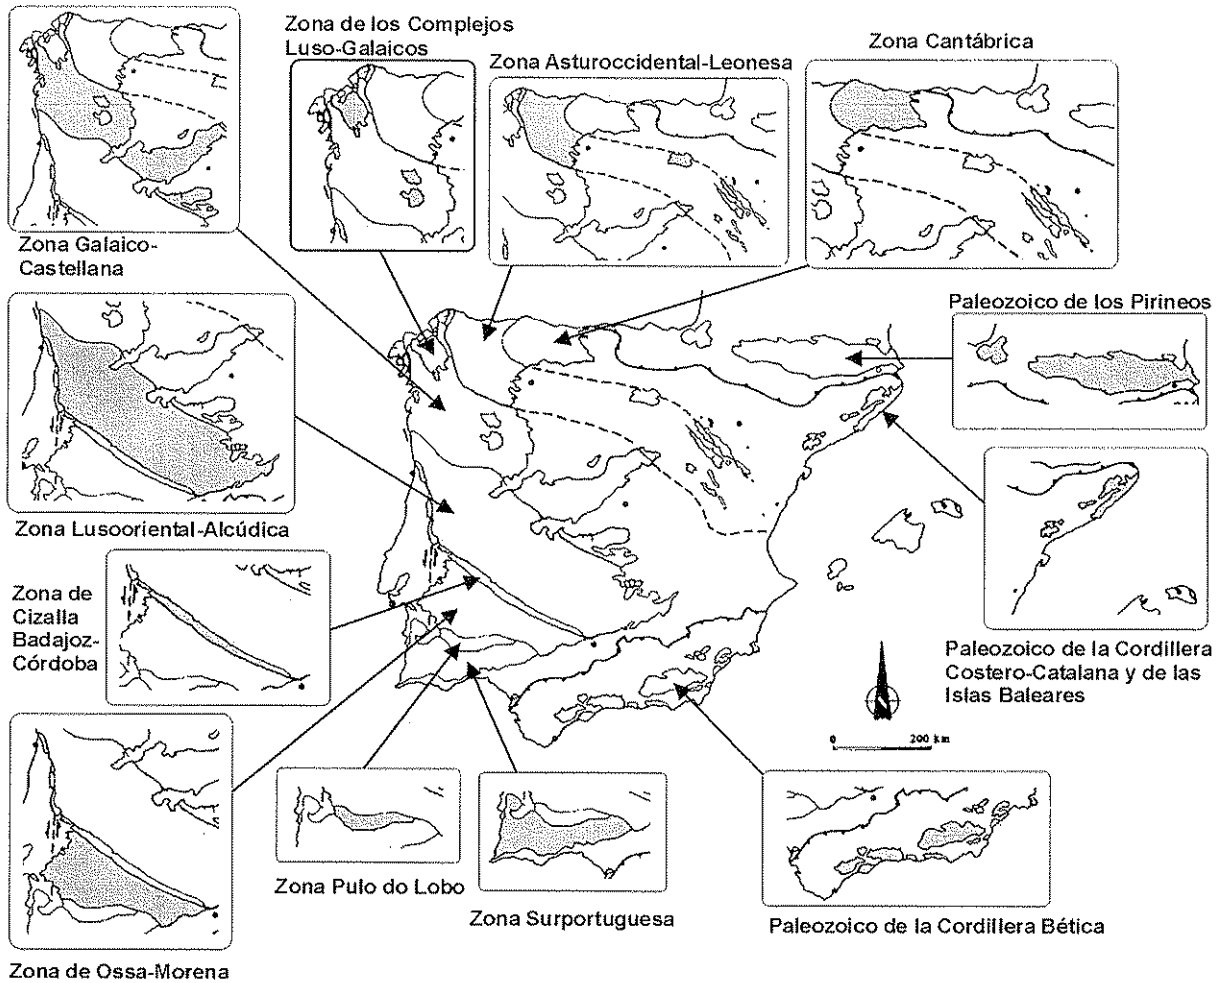 Zona de los Complejos
Luso-Galaicos
Zona Asturoccidental-Leonesa
Zona Cantábrica
Zona Galaico-
Castellana
Paleozoico de los Pirineos
Zona Lusooriental-Alcúdica
Zona de
Cizalla
Badajoz-
Córdoba
Paleozoico de la Cordillera
Costero-Catalana y de las
Islas Baleares
0 200 km
Zona Pulo do Lobo
Zona Surportuguesa
Paleozoico de la Cordillera Bética
Zona de Ossa-Morena